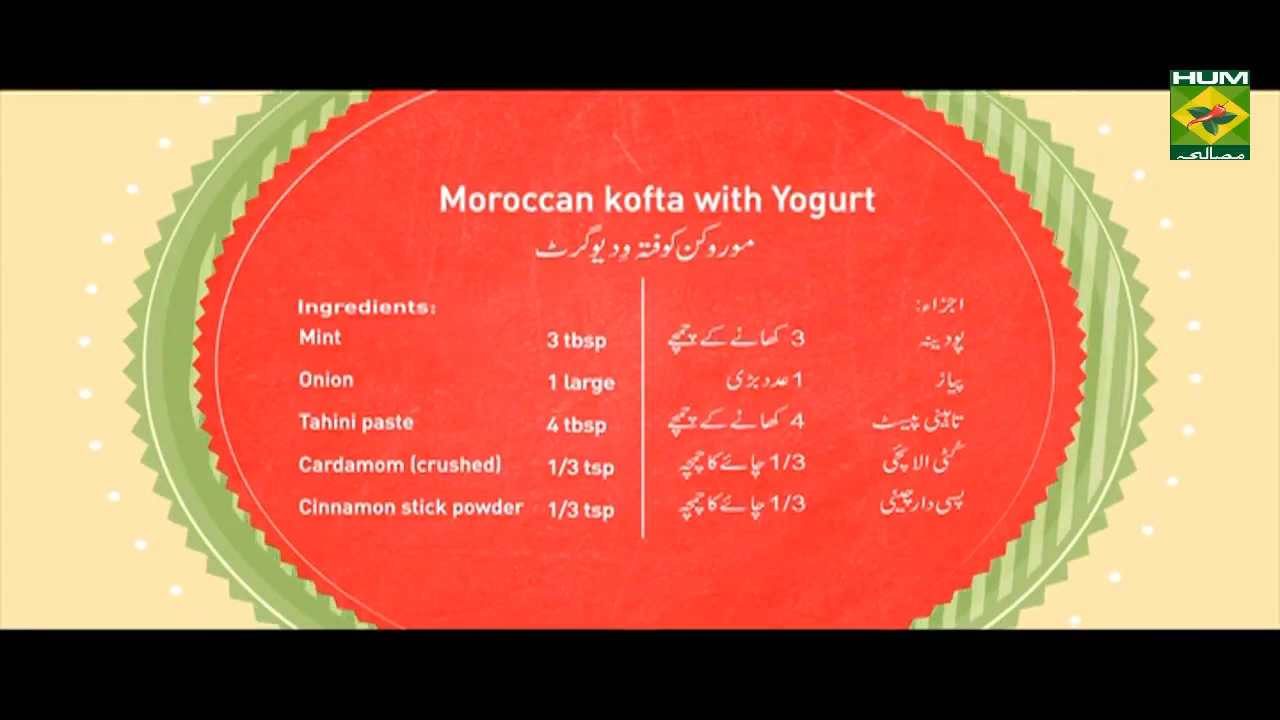 HUM
مصالحہ
Moroccan kofta with Yogurt
موروکن کوفتہ وِد یوگرٹ
Ingredients:
Mint 3 tbsp
Onion 1 large
Tahini paste 4 tbsp
Cardamom (crushed) 1/3 tsp
Cinnamon stick powder 1/3 tsp
اجزاء:
پودینہ 3 کھانے کے چمچے
پیاز 1 عدد بڑی
تاہینی پیسٹ 4 کھانے کے چمچے
کُٹی الائچی 1/3 چائے کا چمچہ
پسی دارچینی 1/3 چائے کا چمچہ